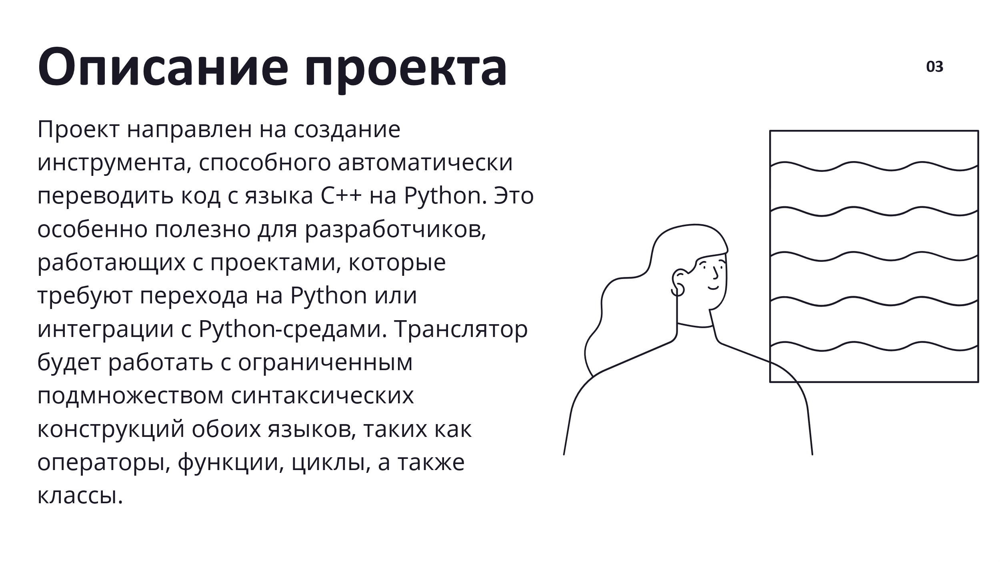 Описание проекта
03
Проект направлен на создание
инструмента, способного автоматически
переводить код с языка C++ на Python. Это
особенно полезно для разработчиков,
работающих с проектами, которые
требуют перехода на Python или
интеграции с Python-средами. Транслятор
будет работать с ограниченным
подмножеством синтаксических
конструкций обоих языков, таких как
операторы, функции, циклы, а также
классы.